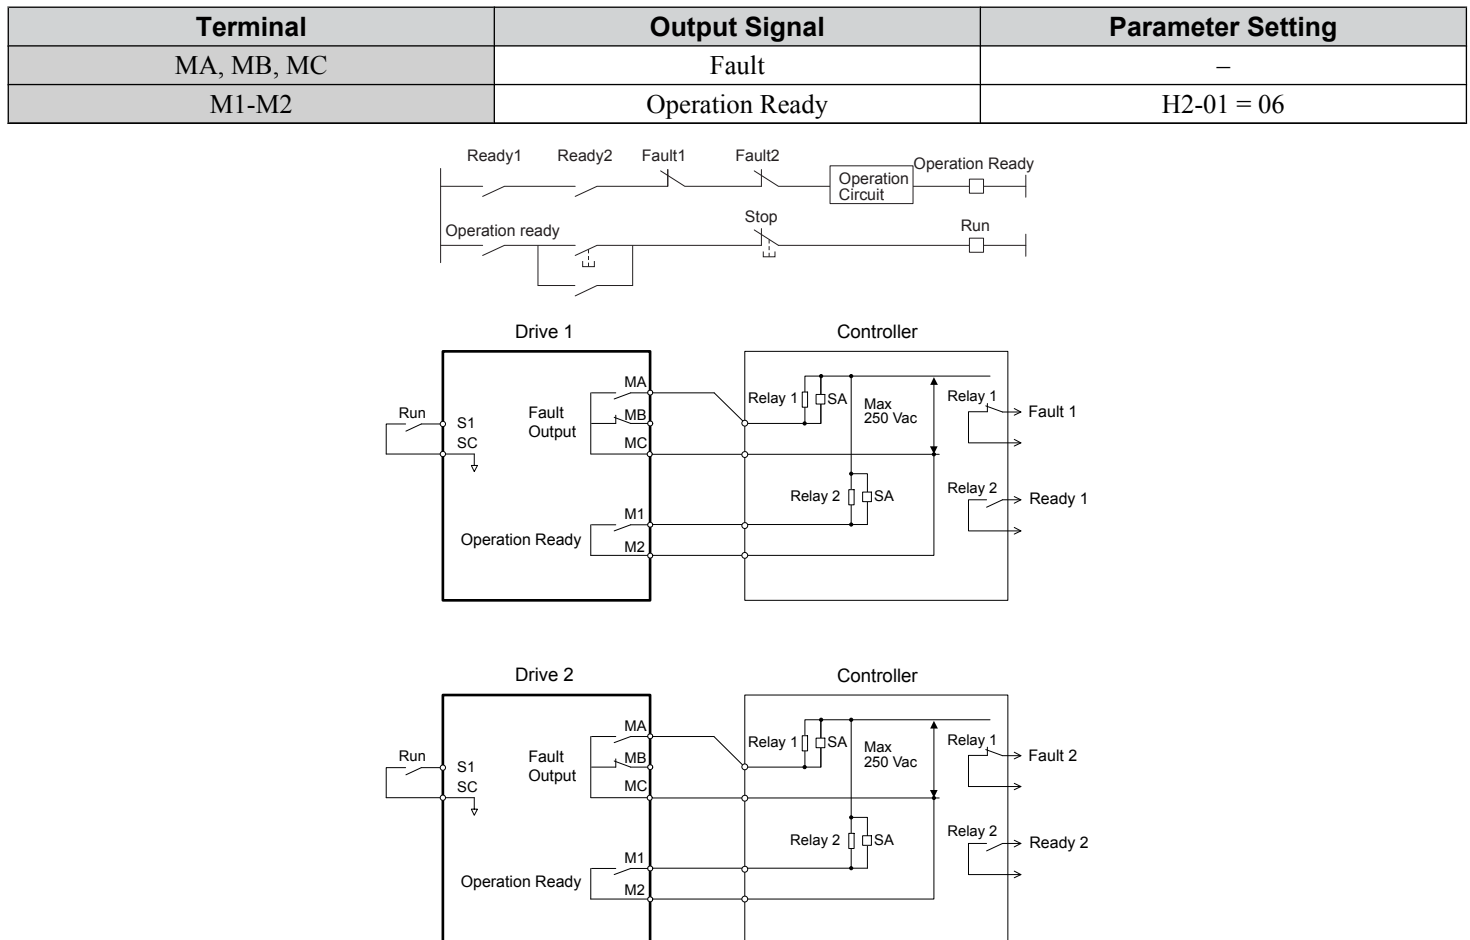 Terminal Output Signal Parameter Setting
MA, MB, MC Fault –
M1-M2 Operation Ready H2-01 = 06
Ready1 Ready2 Fault1 Fault2
Operation Ready
Operation
Circuit
Operation ready
Stop
Run
Drive 1
Controller
Run
S1
SC
Fault
Output
MA
MB
MC
Operation Ready
M1
M2
Relay 1
SA
Max
250 Vac
Relay 2
SA
Relay 1
Fault 1
Relay 2
Ready 1
Drive 2
Controller
Run
S1
SC
Fault
Output
MA
MB
MC
Operation Ready
M1
M2
Relay 1
SA
Max
250 Vac
Relay 2
SA
Relay 1
Fault 2
Relay 2
Ready 2